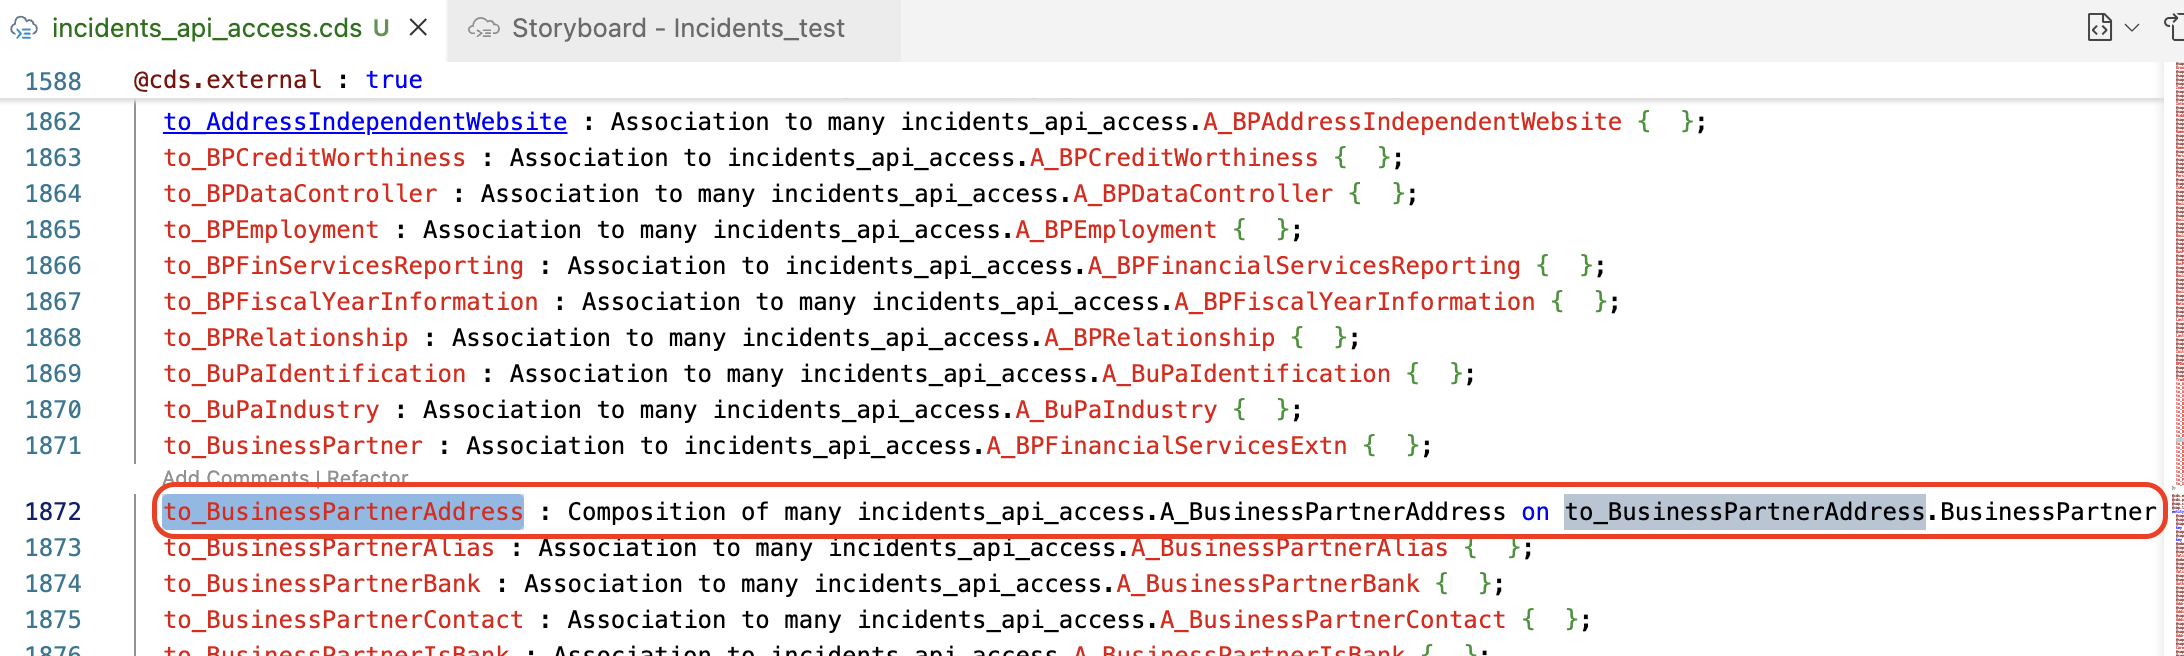 incidents_api_access.cds U
Storyboard - Incidents_test
1588 @cds.external : true
1862 to_AddressIndependentWebsite : Association to many incidents_api_access.A_BPAddressIndependentWebsite {  };
1863 to_BPCreditWorthiness : Association to incidents_api_access.A_BPCreditWorthiness {  };
1864 to_BPDataController : Association to many incidents_api_access.A_BPDataController {  };
1865 to_BPEmployment : Association to many incidents_api_access.A_BPEmployment {  };
1866 to_BPFinServicesReporting : Association to incidents_api_access.A_BPFinancialServicesReporting {  };
1867 to_BPFiscalYearInformation : Association to many incidents_api_access.A_BPFiscalYearInformation {  };
1868 to_BPRelationship : Association to many incidents_api_access.A_BPRelationship {  };
1869 to_BuPaIdentification : Association to many incidents_api_access.A_BuPaIdentification {  };
1870 to_BuPaIndustry : Association to many incidents_api_access.A_BuPaIndustry {  };
1871 to_BusinessPartner : Association to incidents_api_access.A_BPFinancialServicesExtn {  };
Add Comments | Refactor
1872 to_BusinessPartnerAddress : Composition of many incidents_api_access.A_BusinessPartnerAddress on to_BusinessPartnerAddress.BusinessPartner
1873 to_BusinessPartnerAlias : Association to many incidents_api_access.A_BusinessPartnerAlias {  };
1874 to_BusinessPartnerBank : Association to many incidents_api_access.A_BusinessPartnerBank {  };
1875 to_BusinessPartnerContact : Association to many incidents_api_access.A_BusinessPartnerContact {  };
1876 to_BusinessPartnerIsBank : Association to incidents_api_access.A_BusinessPartnerIsBank {  };